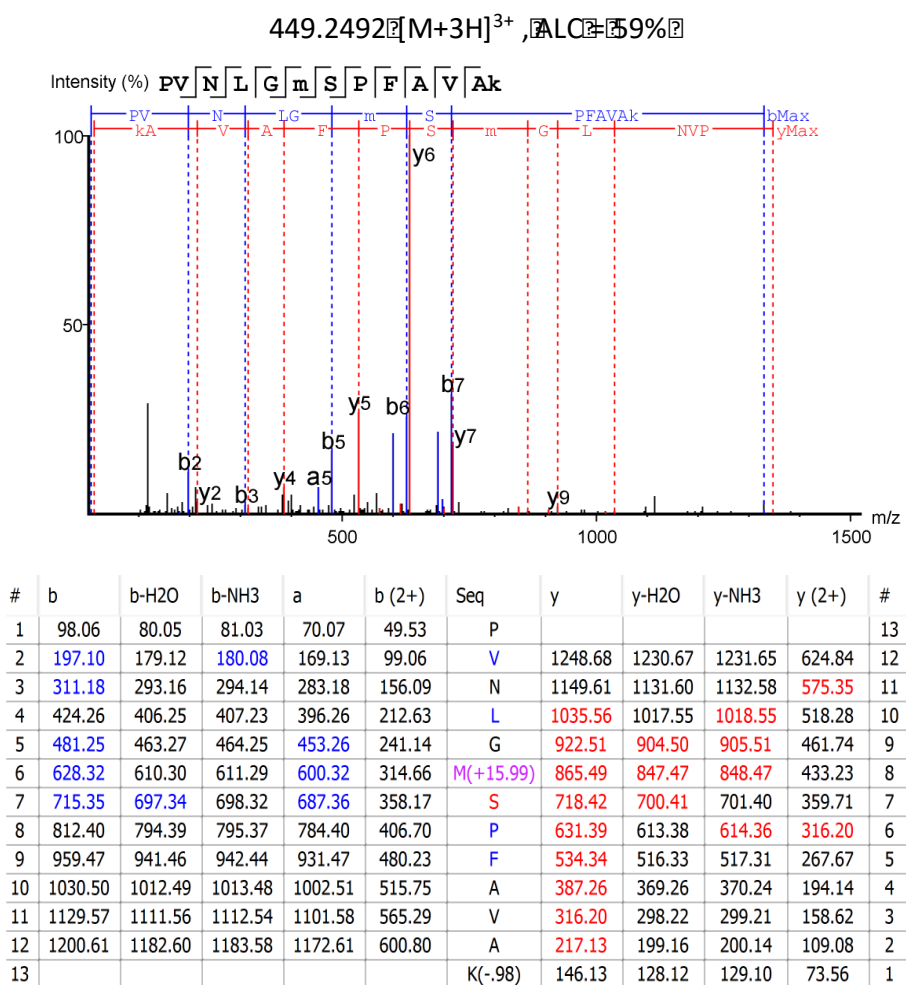 449.2492 [M+3H]3+ , ALC = 59%
Intensity (%) PV N L G m S P F A V Ak
PV N LG m S PFAVAk bMax
kA V A F P S m G L NVP yMax
100
y6
50
b7
y5 b6
y7
b5
b2 a5
y4
y2 b3 y9
m/z
500 1000 1500
# b b-H2O b-NH3 a b (2+) Seq y y-H2O y-NH3 y (2+) #
1 98.06 80.05 81.03 70.07 49.53 P 13
2 197.10 179.12 180.08 169.13 99.06 V 1248.68 1230.67 1231.65 624.84 12
3 311.18 293.16 294.14 283.18 156.09 N 1149.61 1131.60 1132.58 575.35 11
4 424.26 406.25 407.23 396.26 212.63 L 1035.56 1017.55 1018.55 518.28 10
5 481.25 463.27 464.25 453.26 241.14 G 922.51 904.50 905.51 461.74 9
6 628.32 610.30 611.29 600.32 314.66 M(+15.99) 865.49 847.47 848.47 433.23 8
7 715.35 697.34 698.32 687.36 358.17 S 718.42 700.41 701.40 359.71 7
8 812.40 794.39 795.37 784.40 406.70 P 631.39 613.38 614.36 316.20 6
9 959.47 941.46 942.44 931.47 480.23 F 534.34 516.33 517.31 267.67 5
10 1030.50 1012.49 1013.48 1002.51 515.75 A 387.26 369.26 370.24 194.14 4
11 1129.57 1111.56 1112.54 1101.58 565.29 V 316.20 298.22 299.21 158.62 3
12 1200.61 1182.60 1183.58 1172.61 600.80 A 217.13 199.16 200.14 109.08 2
13 K(-.98) 146.13 128.12 129.10 73.56 1